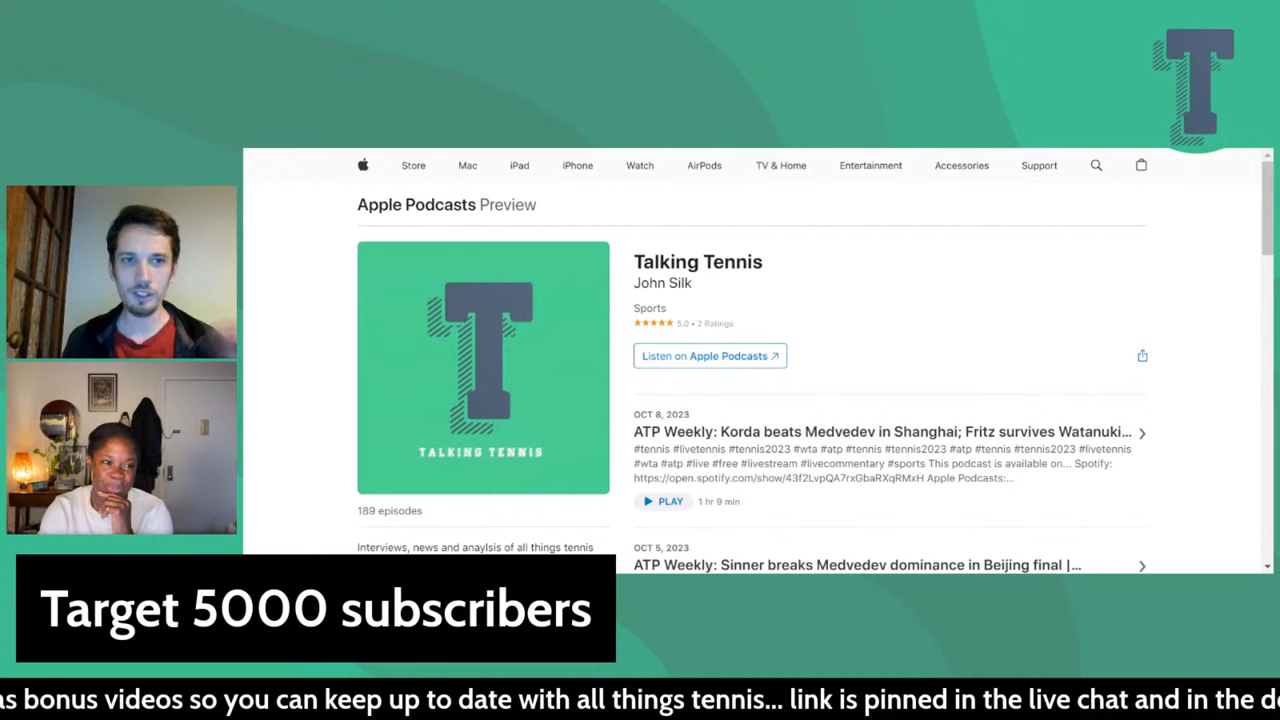 T
Store Mac iPad iPhone Watch AirPods TV & Home Entertainment Accessories Support
Apple Podcasts Preview
T
TALKING TENNIS
189 episodes
Interviews, news and anaylsis of all things tennis
Talking Tennis
John Silk
Sports
★★★★★ 5.0 • 2 Ratings
Listen on Apple Podcasts ↗
OCT 8, 2023
ATP Weekly: Korda beats Medvedev in Shanghai; Fritz survives Watanuki...
#tennis #livetennis #tennis2023 #wta #atp #tennis #tennis2023 #atp #tennis #tennis2023 #livetennis
#wta #atp #live #free #livestream #livecommentary #sports This podcast is available on... Spotify:
https://open.spotify.com/show/43f2LvpQA7rxGbaRXqRMxH Apple Podcasts:...
PLAY 1 hr 9 min
OCT 5, 2023
ATP Weekly: Sinner breaks Medvedev dominance in Beijing final |...
Target 5000 subscribers
as bonus videos so you can keep up to date with all things tennis... link is pinned in the live chat and in the de